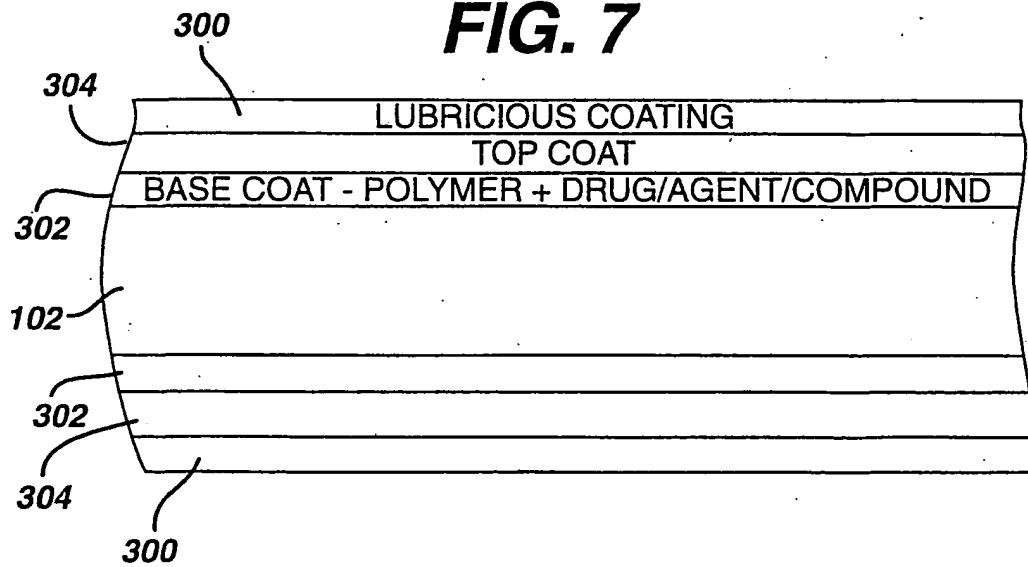 FIG. 7
300
304
LUBRICIOUS COATING
TOP COAT
BASE COAT - POLYMER + DRUG/AGENT/COMPOUND
302
102
302
304
300